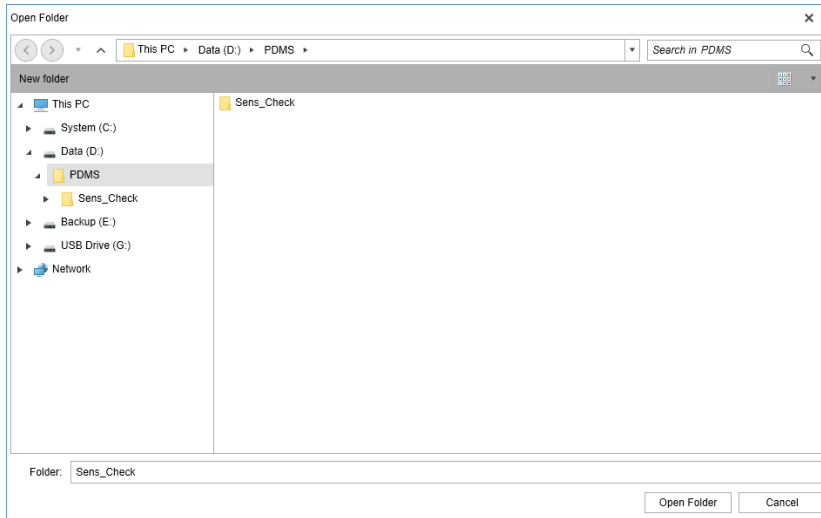 Open Folder
This PC Data (D:) PDMS
Search in PDMS
New folder
This PC
System (C:)
Data (D:)
PDMS
Sens_Check
Backup (E:)
USB Drive (G:)
Network
Sens_Check
Folder: Sens_Check
Open Folder Cancel